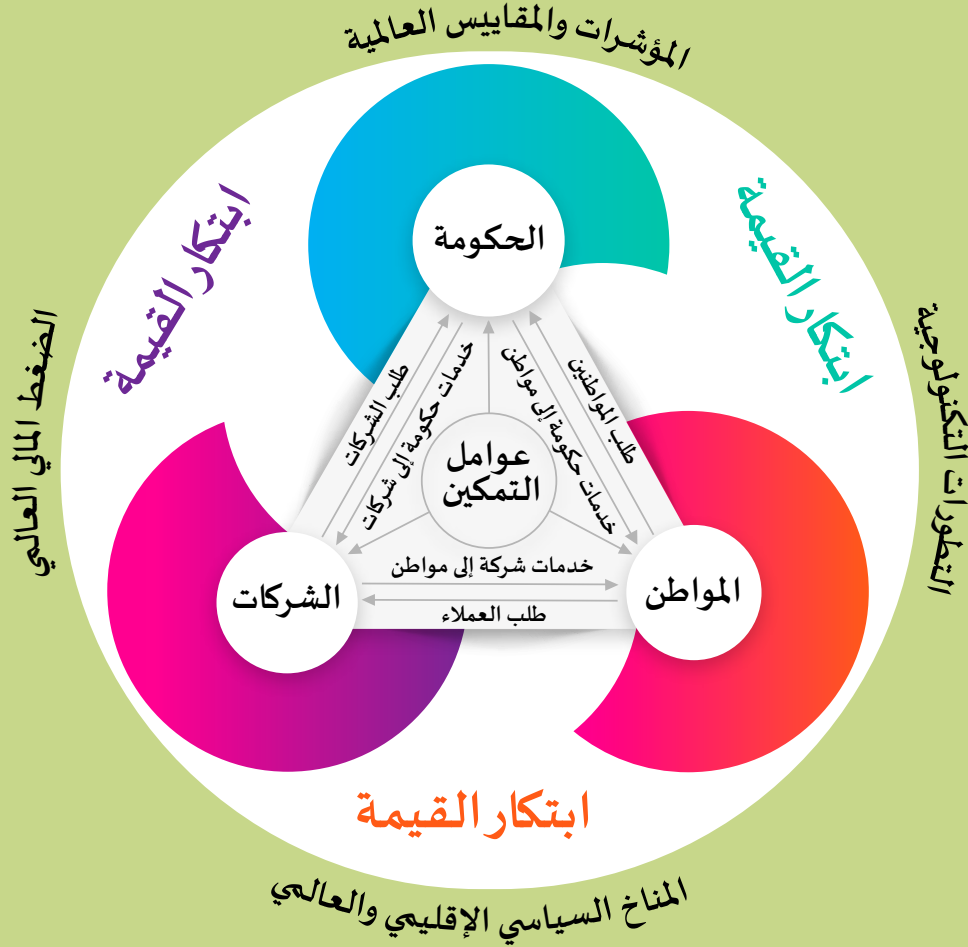 المؤشرات والمقاييس العالمية
ابتكار القيمة
ابتكار القيمة
الحكومة
التطورات التكنولوجية
الضغط المالي العالمي
طلب المواطنين
خدمات حكومة إلى مواطن
خدمات حكومة إلى شركات
طلب الشركات
عوامل
التمكين
خدمات شركة إلى مواطن
طلب العملاء
المواطن
الشركات
ابتكار القيمة
المناخ السياسي الإقليمي والعالمي